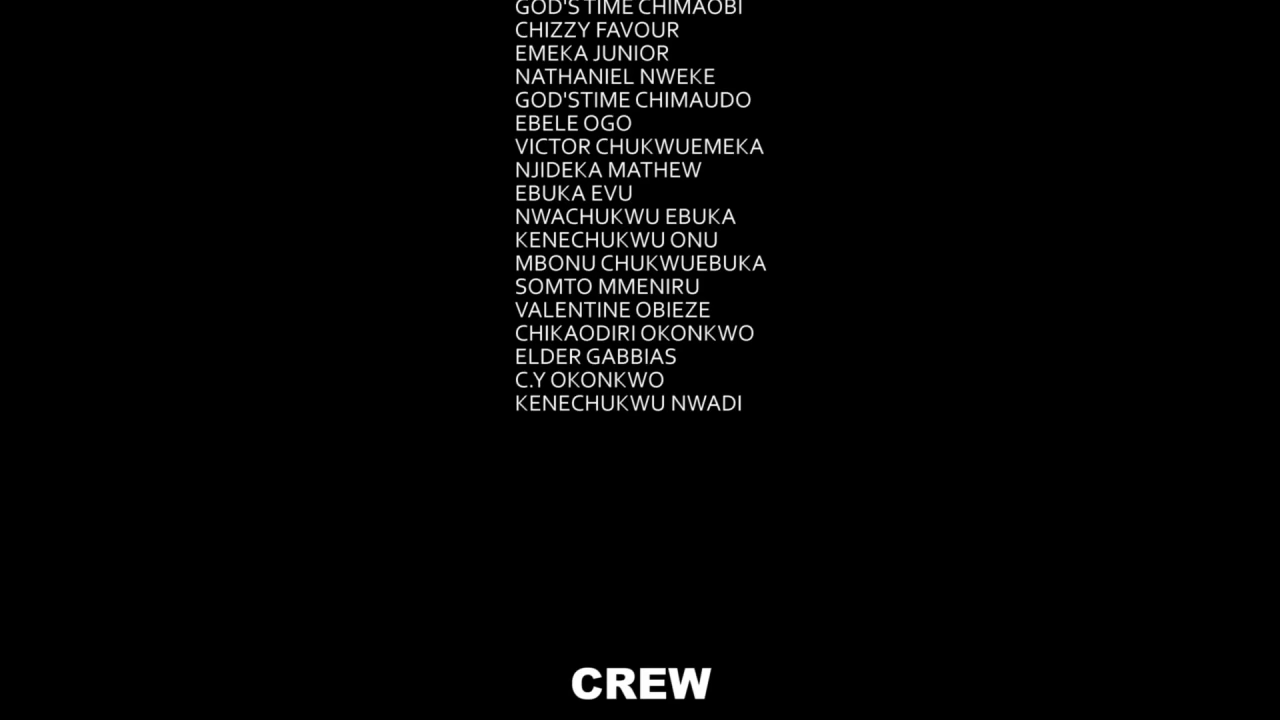 GOD'S TIME CHIMAOBI
CHIZZY FAVOUR
EMEKA JUNIOR
NATHANIEL NWEKE
GOD'STIME CHIMAUDO
EBELE OGO
VICTOR CHUKWUEMEKA
NJIDEKA MATHEW
EBUKA EVU
NWACHUKWU EBUKA
KENECHUKWU ONU
MBONU CHUKWUEBUKA
SOMTO MMENIRU
VALENTINE OBIEZE
CHIKAODIRI OKONKWO
ELDER GABBIAS
C.Y OKONKWO
KENECHUKWU NWADI
CREW